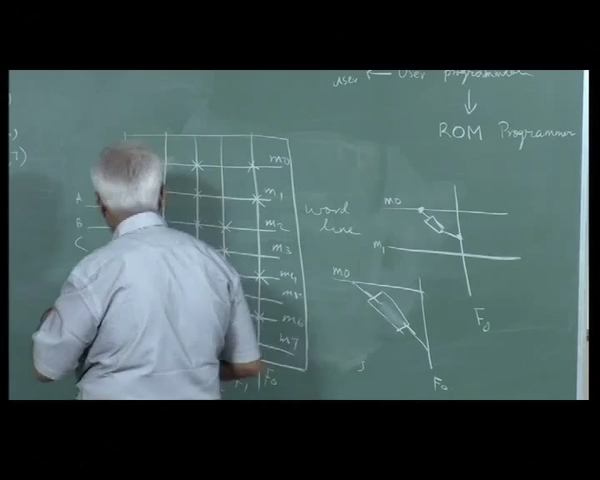 user ← User programmer
ROM Programmer
A
B
C
m0
m1
m2
m3
m4
m5
m6
m7
F1 F0
word
line
m0
m1
F0
m0
F0